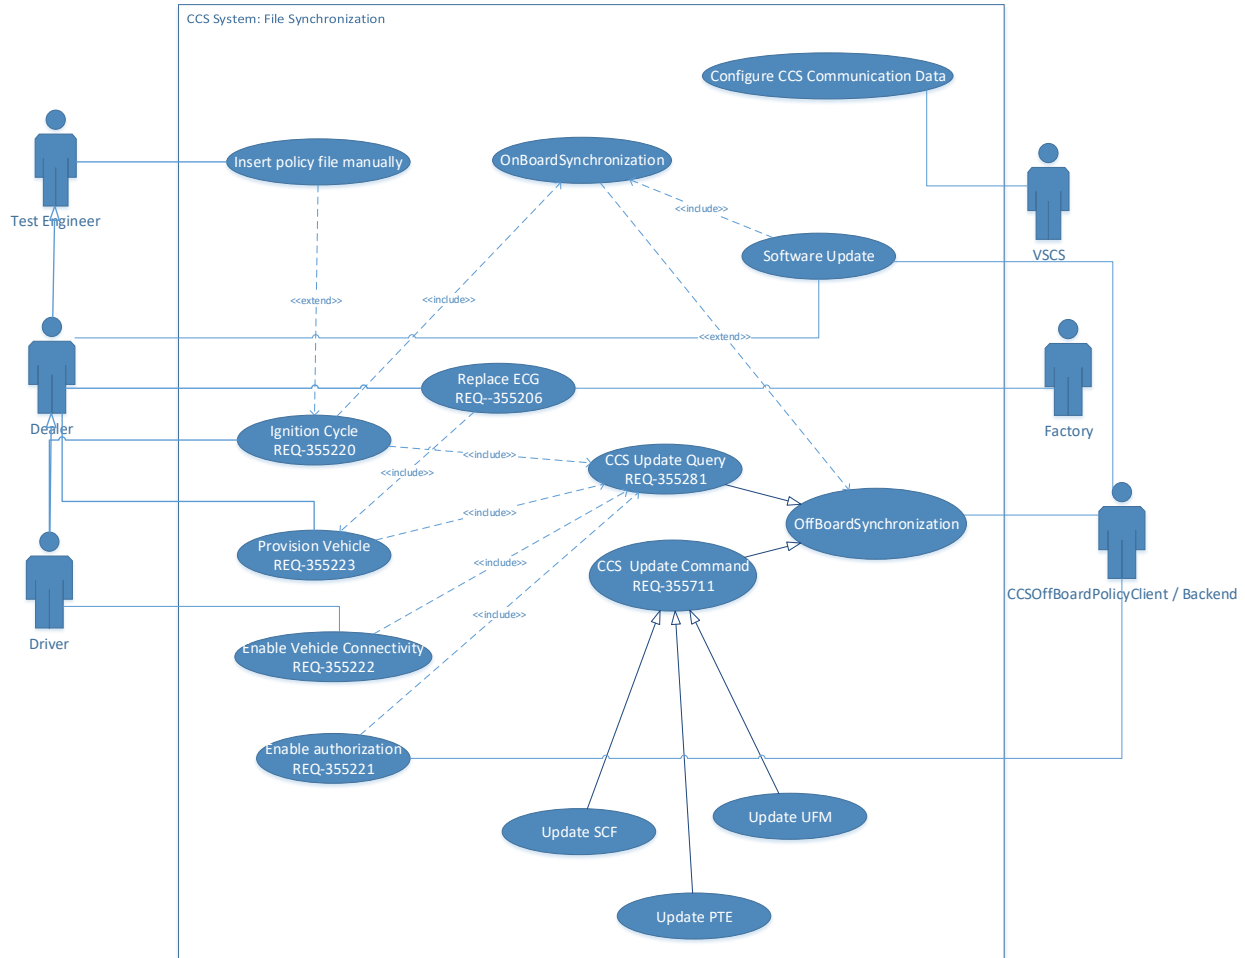 CCS System: File Synchronization
Configure CCS Communication Data
Insert policy file manually
OnBoardSynchronization
Test Engineer
<<include>>
Software Update
VSCS
<<extend>>
<<include>>
<<extend>>
Replace ECG
REQ--355206
Dealer
Factory
Ignition Cycle
REQ-355220
<<include>>
CCS Update Query
REQ-355281
<<include>>
<<include>>
OffBoardSynchronization
Provision Vehicle
REQ-355223
<<include>>
CCS  Update Command
REQ-355711
CCSOffBoardPolicyClient / Backend
<<include>>
Driver
Enable Vehicle Connectivity
REQ-355222
Enable authorization
REQ-355221
Update SCF
Update UFM
Update PTE